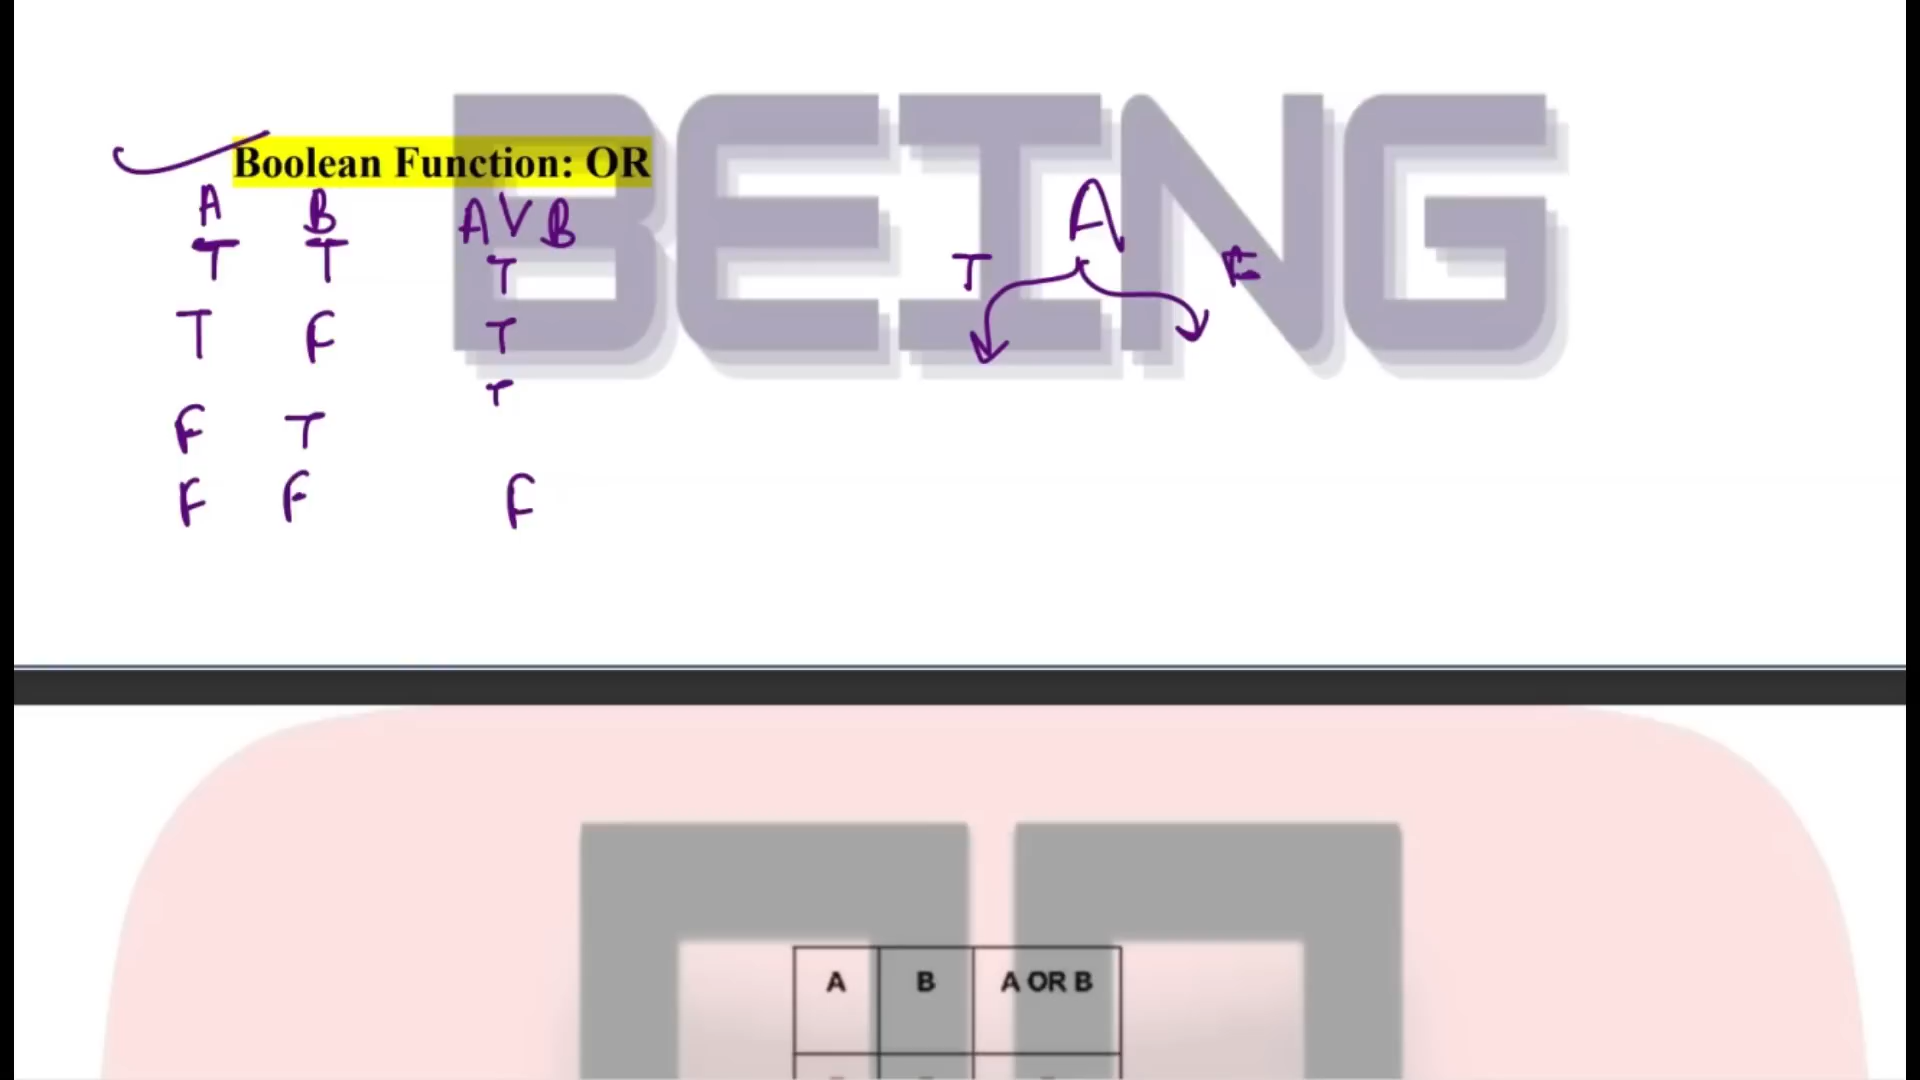 BEING
Boolean Function: OR
A B A V B
T T T
T F T
F T T
F F F
A
T F
A B A OR B